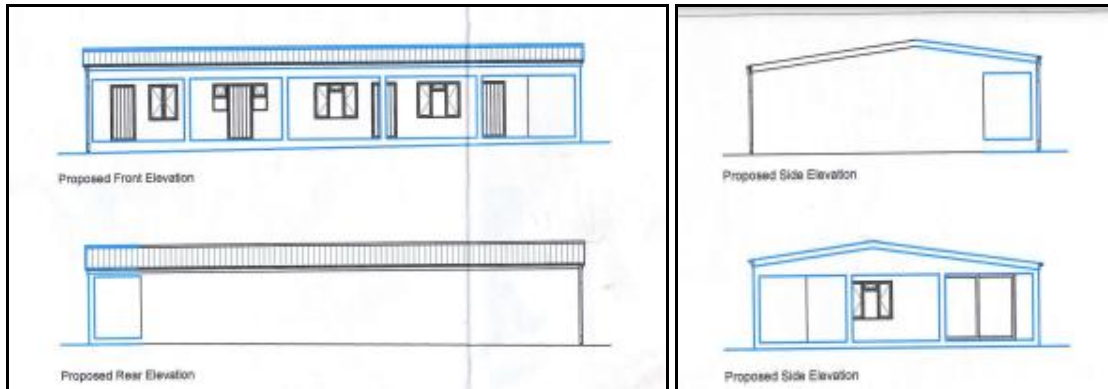 Proposed Front Elevation
Proposed Rear Elevation
Proposed Side Elevation
Proposed Side Elevation